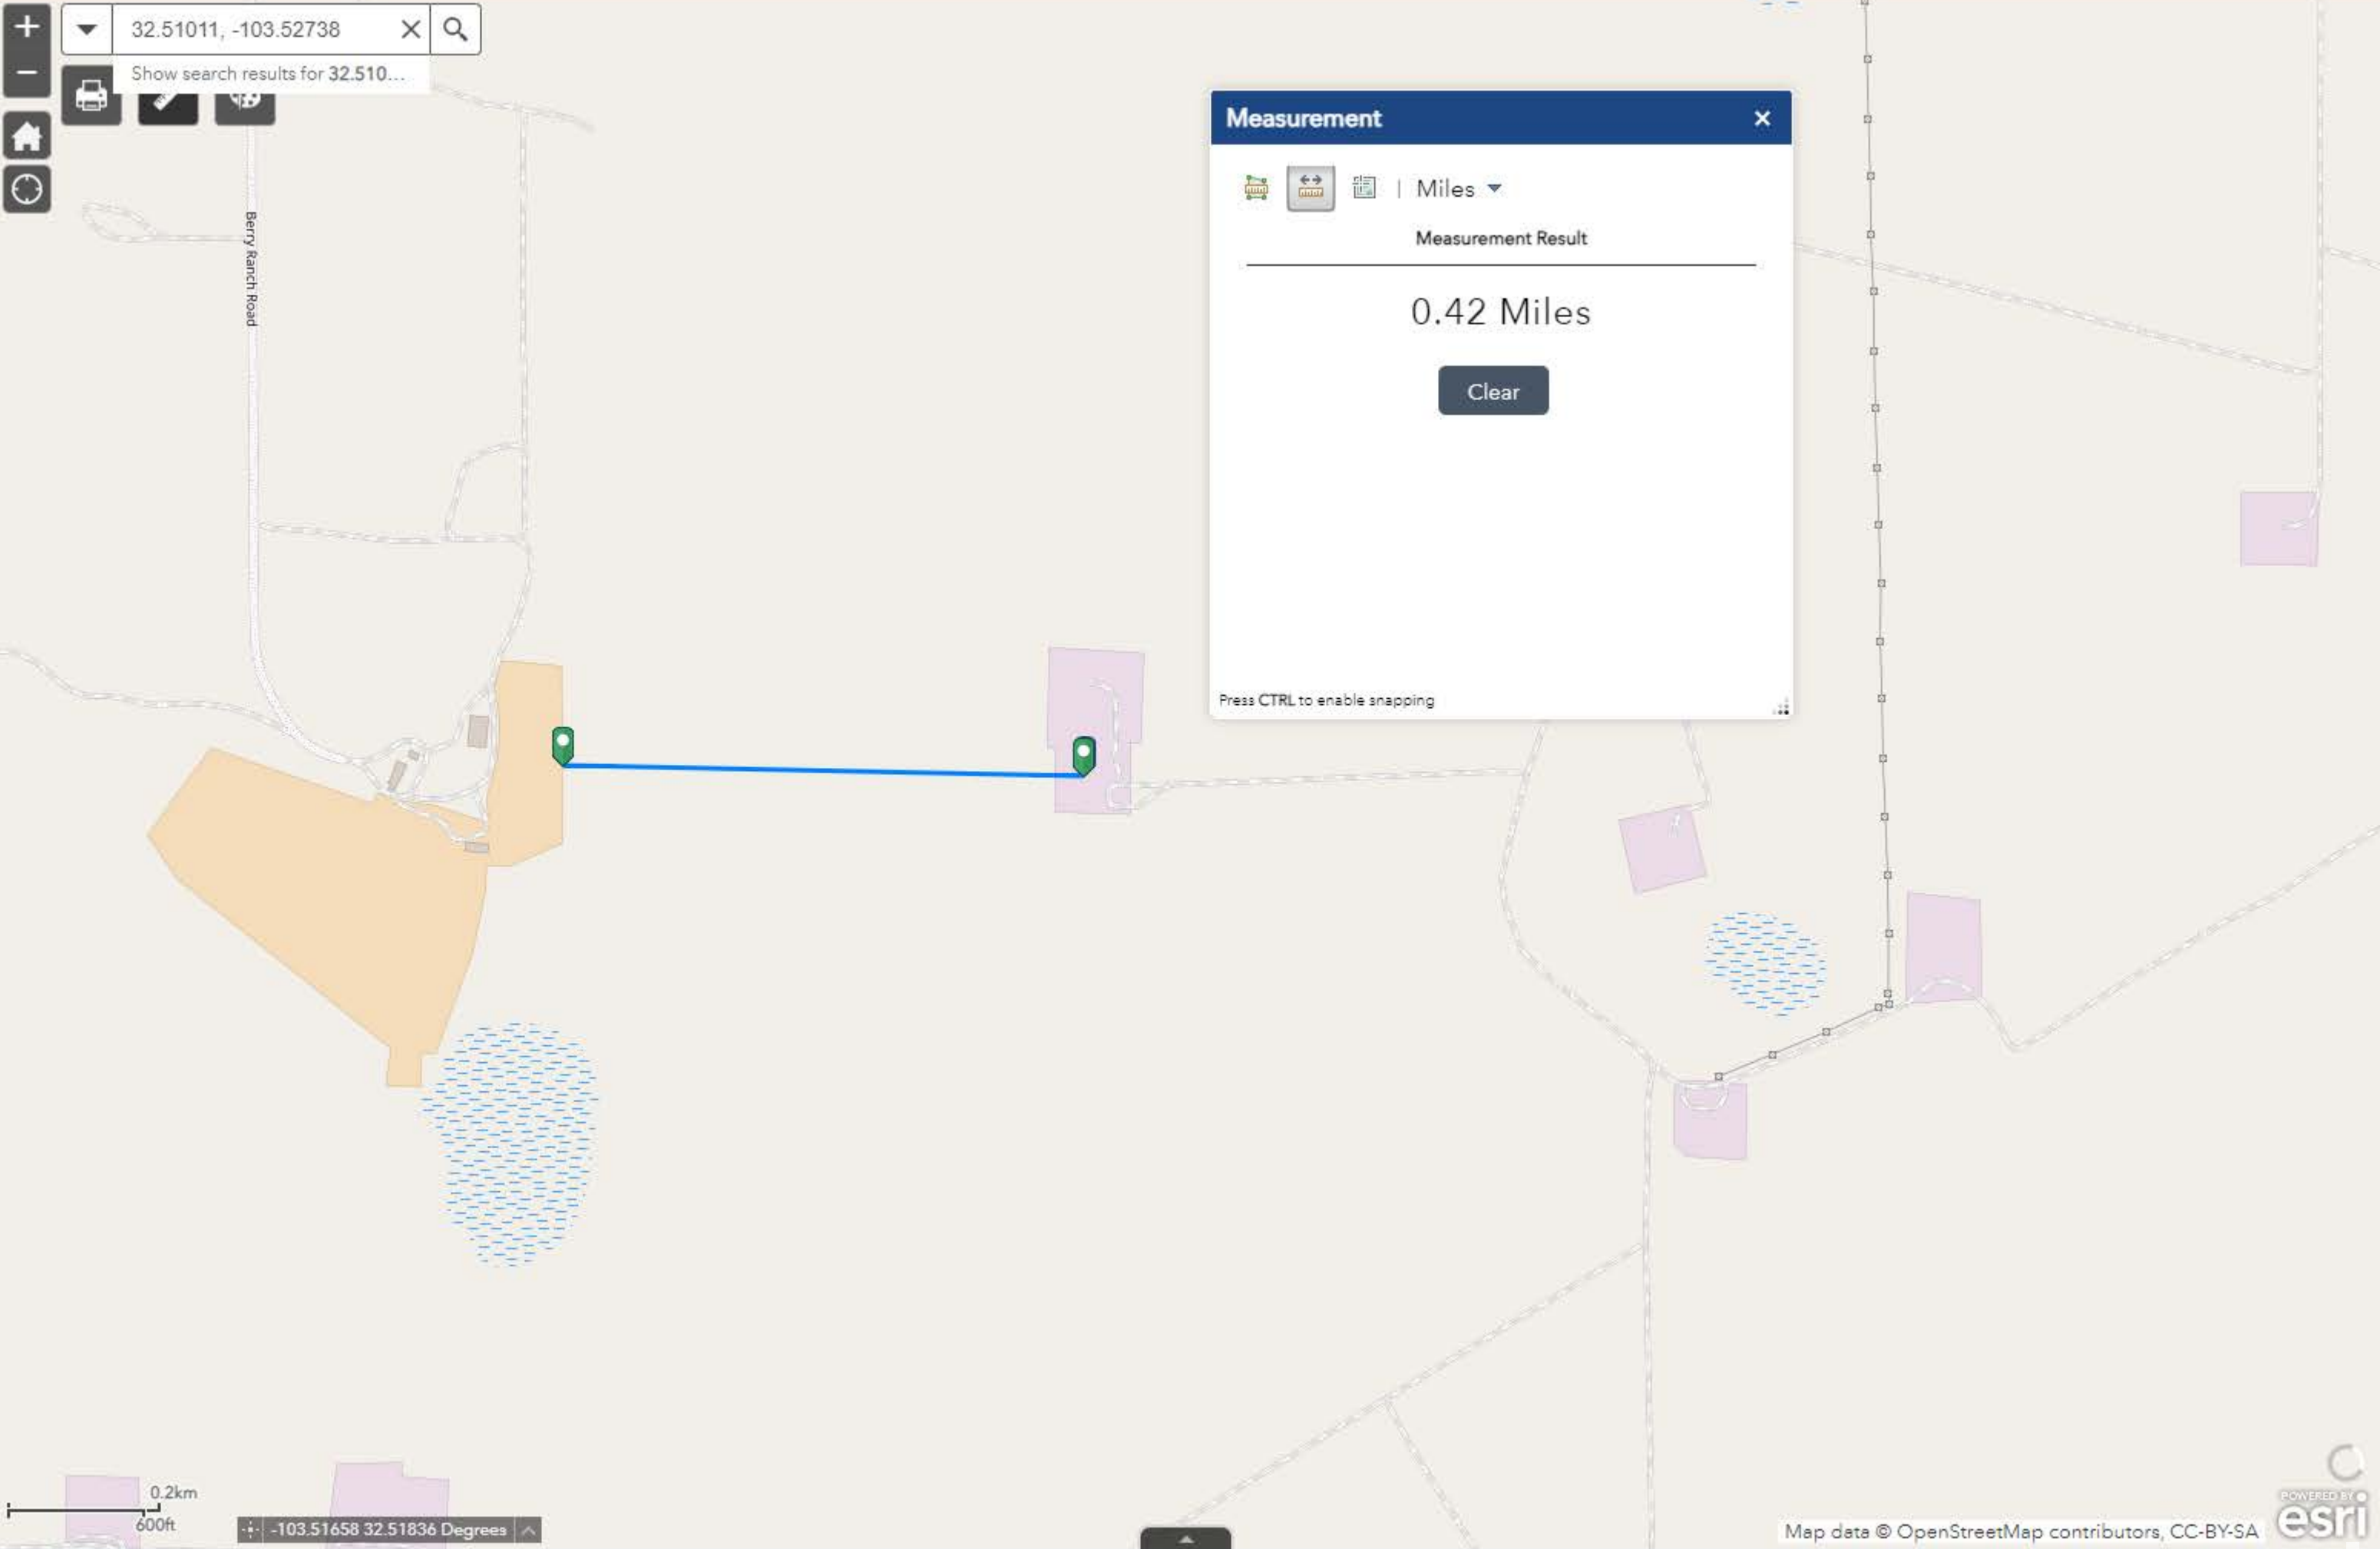 32.51011, -103.52738
Show search results for 32.510...
Berry Ranch Road
Measurement
| Miles
Measurement Result
0.42 Miles
Clear
Press CTRL to enable snapping
0.2km
600ft
-103.51658 32.51836 Degrees
Map data © OpenStreetMap contributors, CC-BY-SA
POWERED BY
esri